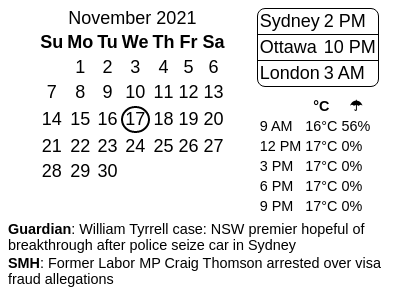 November 2021
Su Mo Tu We Th Fr Sa
1 2 3 4 5 6
7 8 9 10 11 12 13
14 15 16 17 18 19 20
21 22 23 24 25 26 27
28 29 30
Sydney 2 PM
Ottawa 10 PM
London 3 AM
°C ☂
9 AM 16°C 56%
12 PM 17°C 0%
3 PM 17°C 0%
6 PM 17°C 0%
9 PM 17°C 0%
Guardian: William Tyrrell case: NSW premier hopeful of
breakthrough after police seize car in Sydney
SMH: Former Labor MP Craig Thomson arrested over visa
fraud allegations